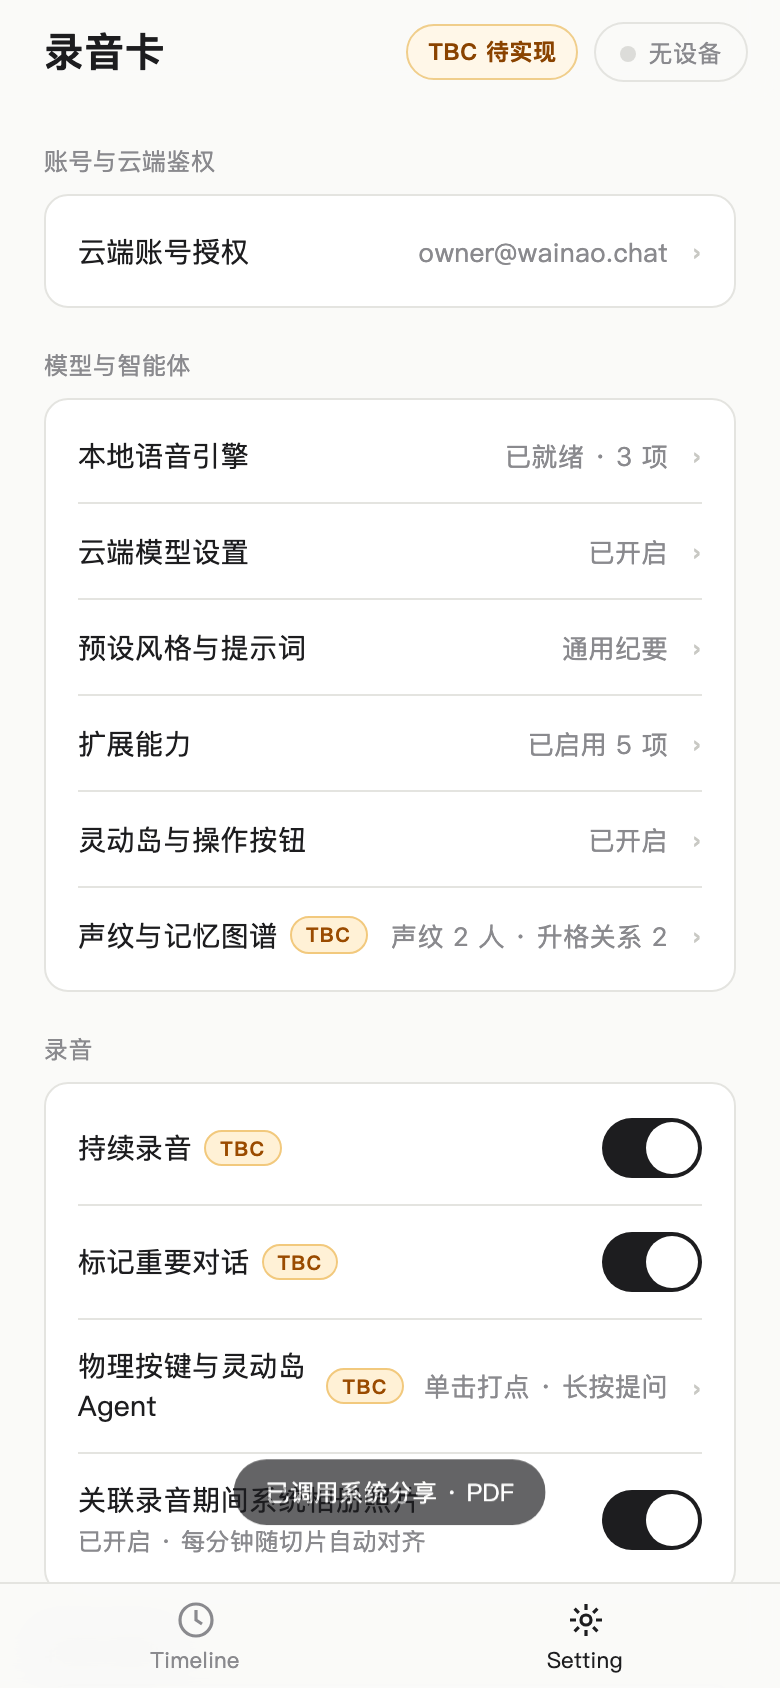 录音卡
TBC 待实现
无设备
账号与云端鉴权
云端账号授权
owner@wainao.chat
模型与智能体
本地语音引擎
已就绪 · 3 项
云端模型设置
已开启
预设风格与提示词
通用纪要
扩展能力
已启用 5 项
灵动岛与操作按钮
已开启
声纹与记忆图谱
TBC
声纹 2 人 · 升格关系 2
录音
持续录音
TBC
标记重要对话
TBC
物理按键与灵动岛
Agent
TBC
单击打点 · 长按提问
关联录音期间系统相册照片
已调用系统分享 · PDF
已开启 · 每分钟随切片自动对齐
Timeline
Setting